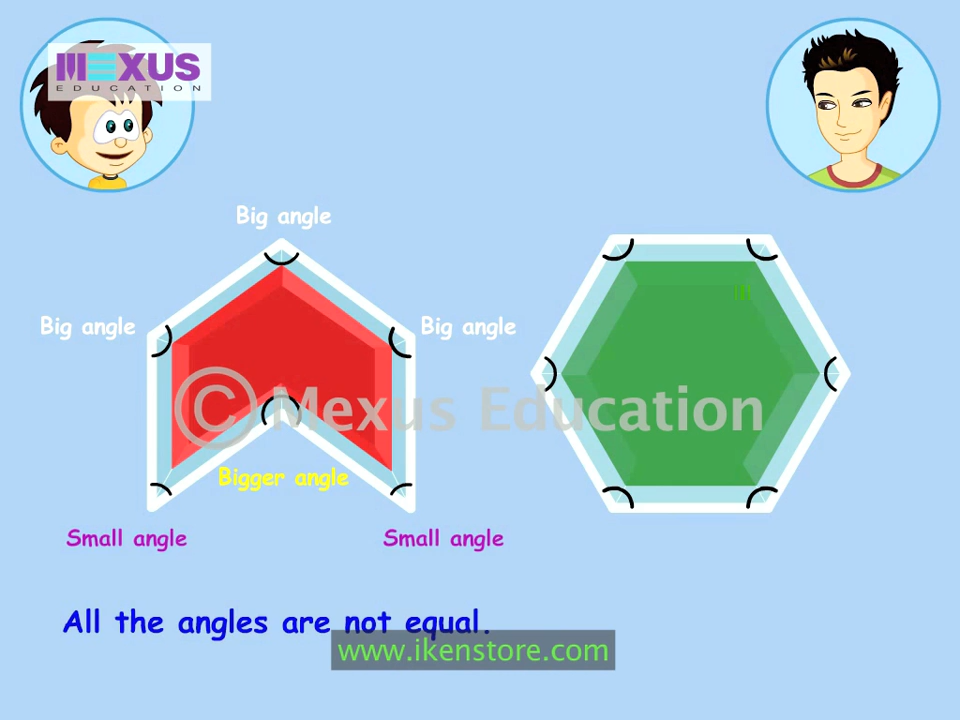 MEXUS
EDUCATION
Big angle
Big angle
Big angle
© Mexus Education
Bigger angle
Small angle
Small angle
All the angles are not equal.
www.ikenstore.com